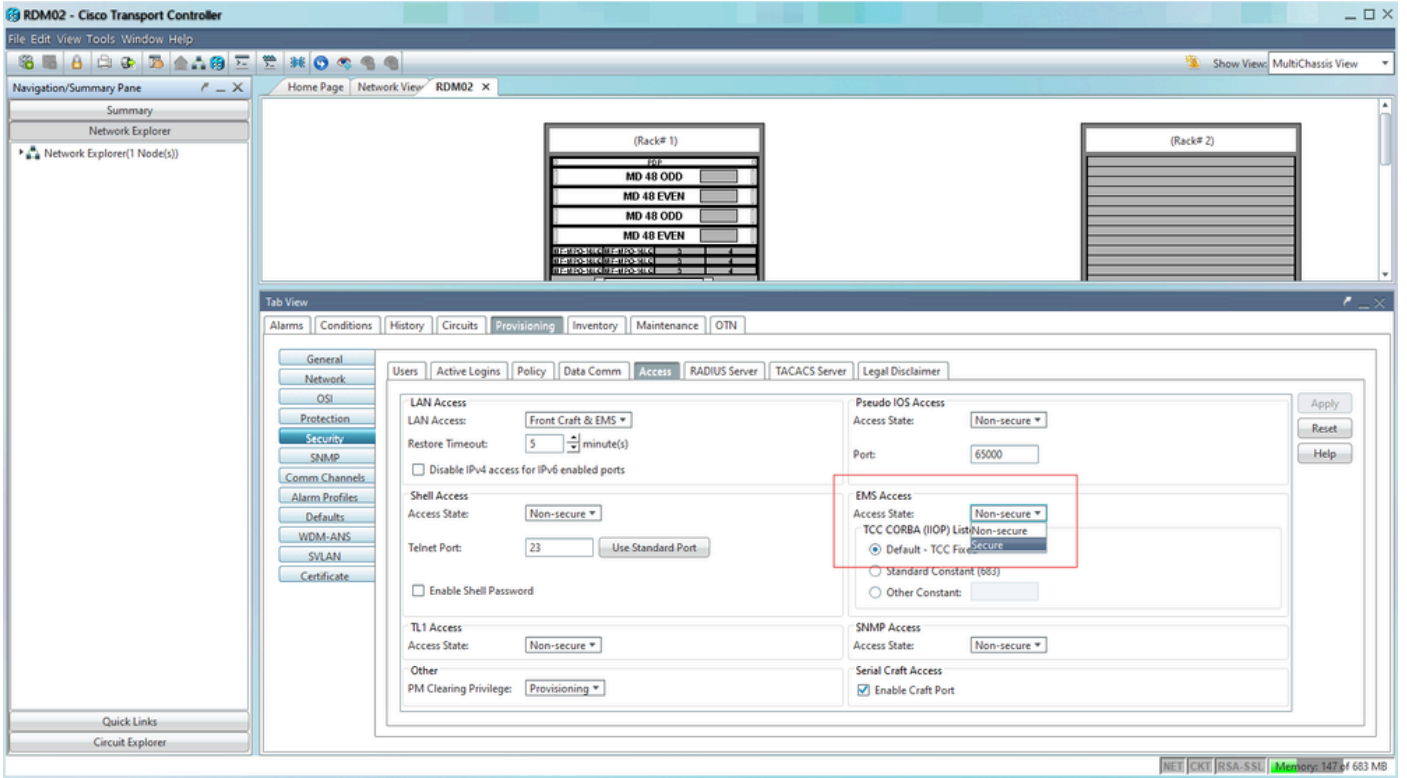 RDM02 - Cisco Transport Controller
File Edit View Tools Window Help
Show View: MultiChassis View
Navigation/Summary Pane
Home Page Network View RDM02
Summary
Network Explorer
Network Explorer(1 Node(s))
(Rack# 1) (Rack# 2)
PDP
MD 48 ODD
MD 48 EVEN
MD 48 ODD
MD 48 EVEN
Tab View
Alarms Conditions History Circuits Provisioning Inventory Maintenance OTN
General
Network
OSI
Protection
Security
SNMP
Comm Channels
Alarm Profiles
Defaults
WDM-ANS
SVLAN
Certificate
Users Active Logins Policy Data Comm Access RADIUS Server TACACS Server Legal Disclaimer
LAN Access
LAN Access: Front Craft & EMS
Restore Timeout: 5 minute(s)
Disable IPv4 access for IPv6 enabled ports
Pseudo IOS Access
Access State: Non-secure
Port: 65000
Apply
Reset
Help
Shell Access
Access State: Non-secure
Telnet Port: 23 Use Standard Port
Enable Shell Password
EMS Access
Access State: Non-secure
Non-secure
Secure
TCC CORBA (IIOP) List
Default - TCC Fixe
Standard Constant (683)
Other Constant:
TL1 Access
Access State: Non-secure
SNMP Access
Access State: Non-secure
Other
PM Clearing Privilege: Provisioning
Serial Craft Access
Enable Craft Port
Quick Links
Circuit Explorer
NET CKT RSA-SSL Memory: 147 of 683 MB